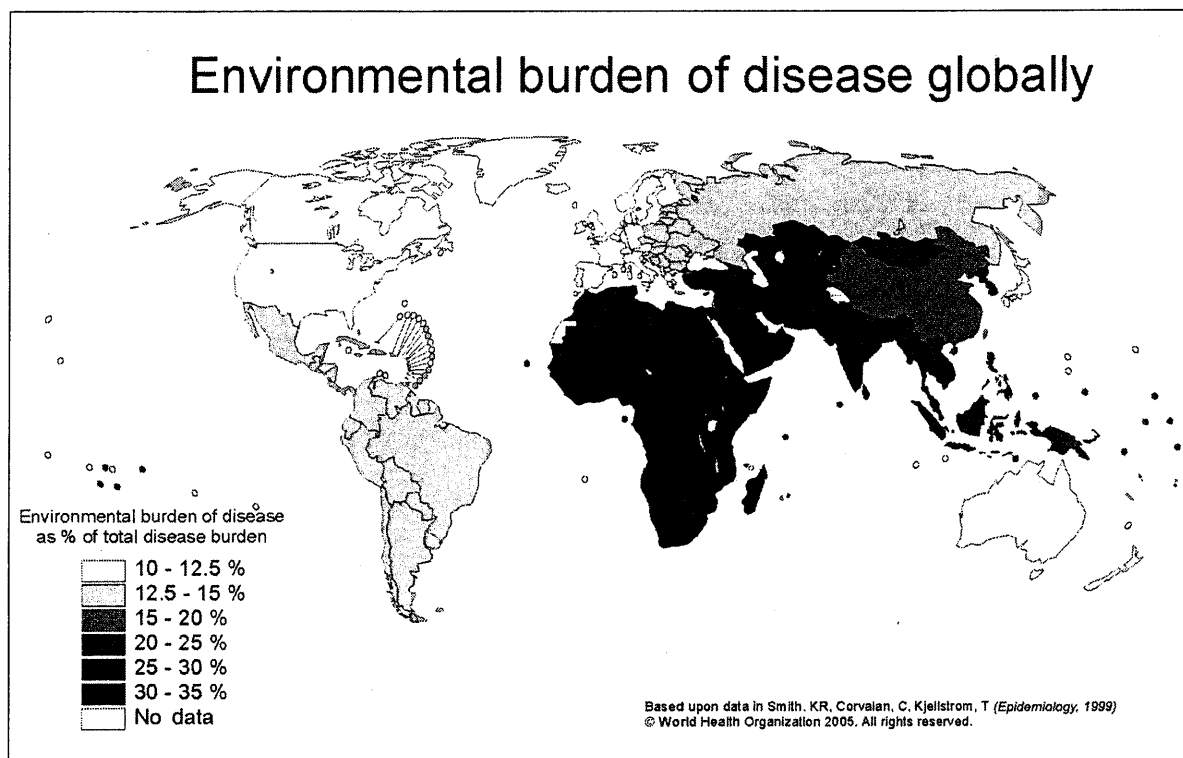 Environmental burden of disease globally
Environmental burden of disease
as % of total disease burden
10 - 12.5 %
12.5 - 15 %
15 - 20 %
20 - 25 %
25 - 30 %
30 - 35 %
No data
Based upon data in Smith, KR, Corvalan, C, Kjellstrom, T (Epidemiology, 1999)
© World Health Organization 2005. All rights reserved.